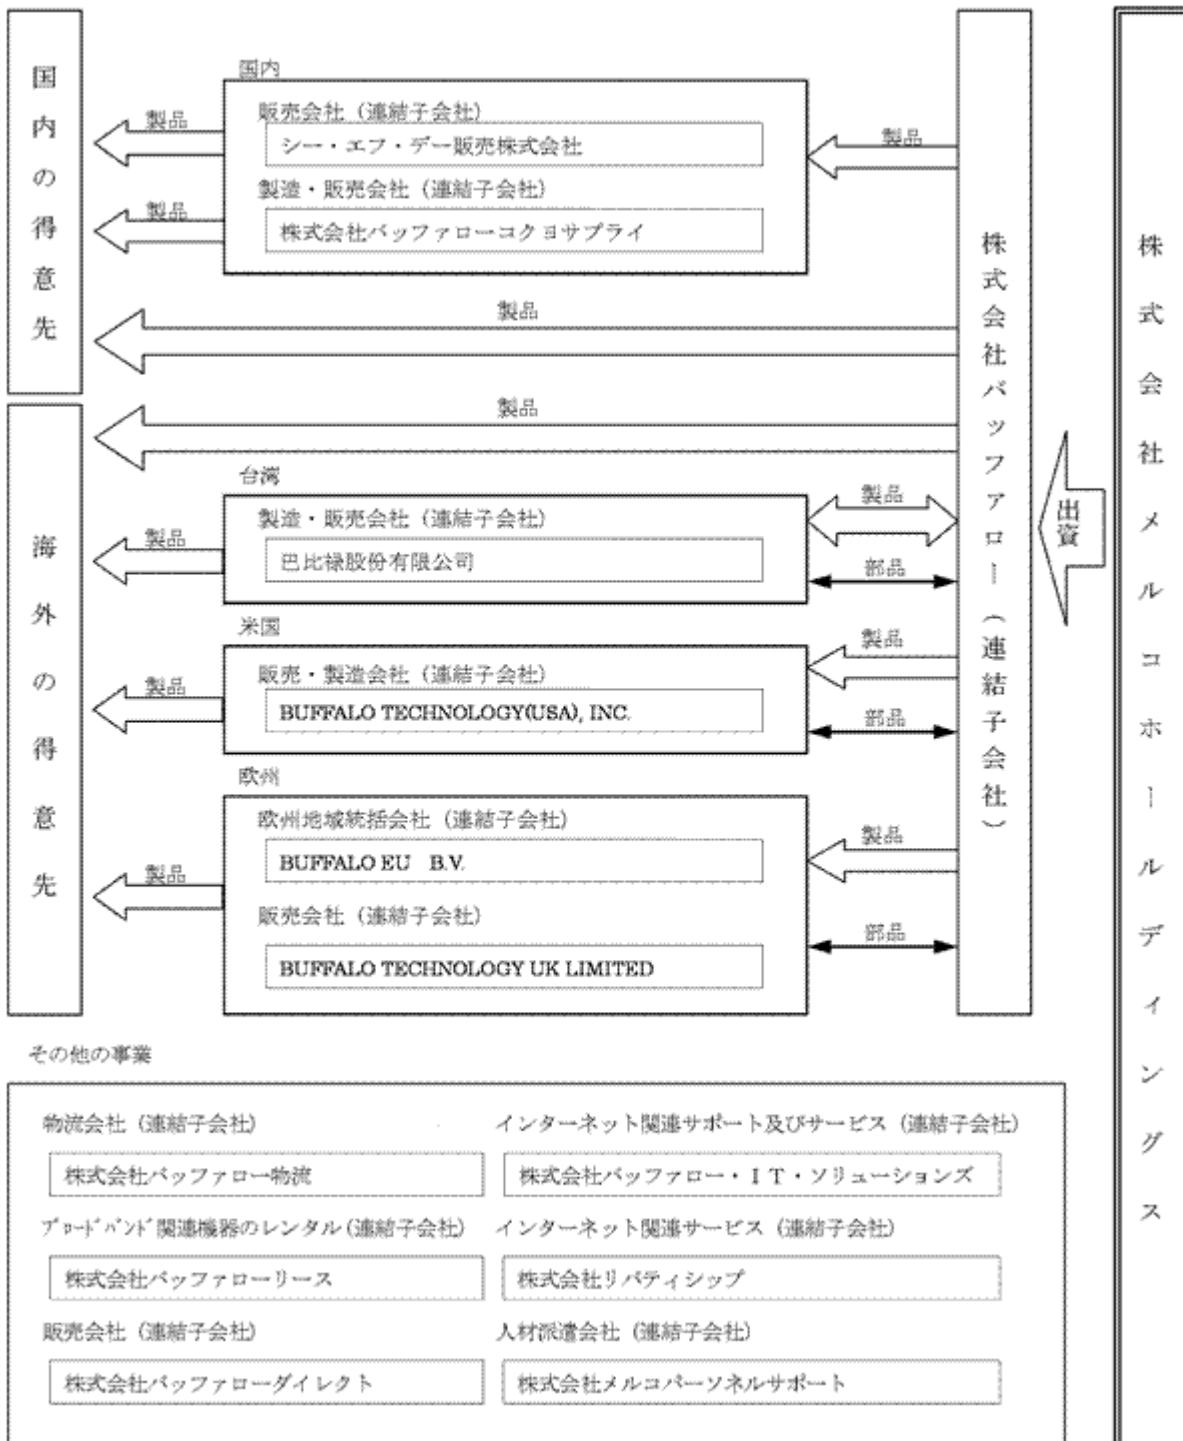 国内の得意先
海外の得意先
国内
販売会社（連結子会社）
シー・エフ・デー販売株式会社
製造・販売会社（連結子会社）
株式会社バッファローコクヨサプライ
製品
製品
製品
製品
製品
台湾
製造・販売会社（連結子会社）
巴比禄股份有限公司
製品
製品
部品
米国
販売・製造会社（連結子会社）
BUFFALO TECHNOLOGY(USA), INC.
製品
製品
部品
欧州
欧州地域統括会社（連結子会社）
BUFFALO EU B.V.
販売会社（連結子会社）
BUFFALO TECHNOLOGY UK LIMITED
製品
製品
部品
株式会社バッファロー（連結子会社）
出資
株式会社メルコホールディングス
その他の事業
物流会社（連結子会社）
株式会社バッファロー物流
ブロードバンド関連機器のレンタル（連結子会社）
株式会社バッファローリース
販売会社（連結子会社）
株式会社バッファローダイレクト
インターネット関連サポート及びサービス（連結子会社）
株式会社バッファロー・ＩＴ・ソリューションズ
インターネット関連サービス（連結子会社）
株式会社リバティシップ
人材派遣会社（連結子会社）
株式会社メルコパーソネルサポート